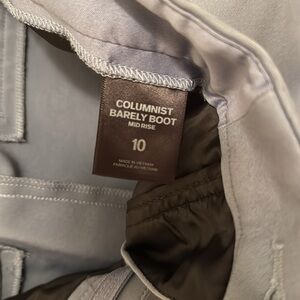 COLUMNIST
BARELY BOOT
MID RISE
10
MADE IN VIETNAM
FABRIQUÉ AU VIETNAM